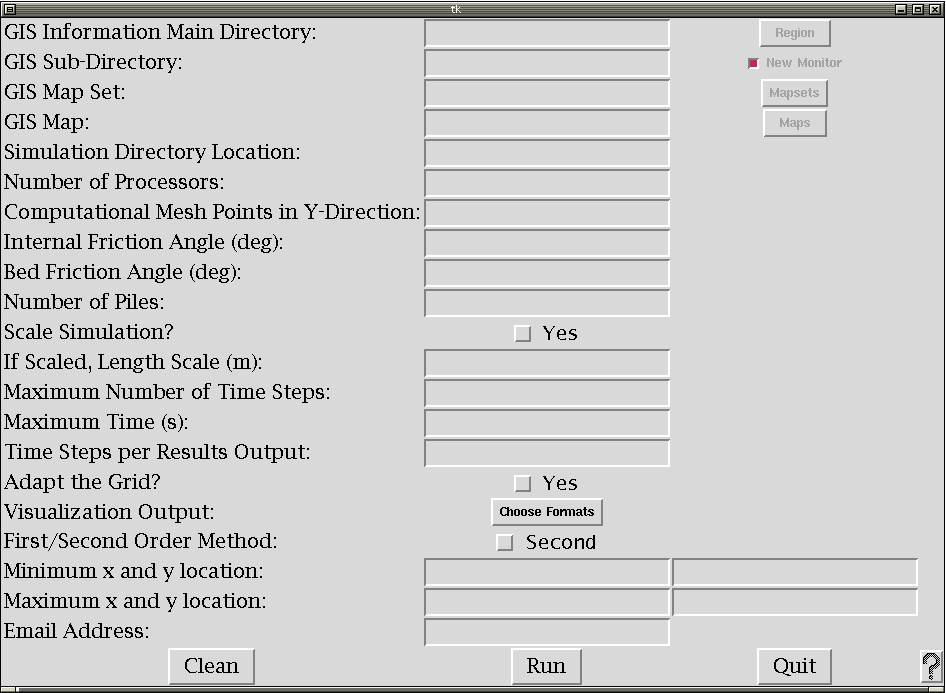 tk
GIS Information Main Directory: Region
GIS Sub-Directory: New Monitor
GIS Map Set: Mapsets
GIS Map: Maps
Simulation Directory Location:
Number of Processors:
Computational Mesh Points in Y-Direction:
Internal Friction Angle (deg):
Bed Friction Angle (deg):
Number of Piles:
Scale Simulation? Yes
If Scaled, Length Scale (m):
Maximum Number of Time Steps:
Maximum Time (s):
Time Steps per Results Output:
Adapt the Grid? Yes
Visualization Output: Choose Formats
First/Second Order Method: Second
Minimum x and y location:
Maximum x and y location:
Email Address:
Clean Run Quit ?